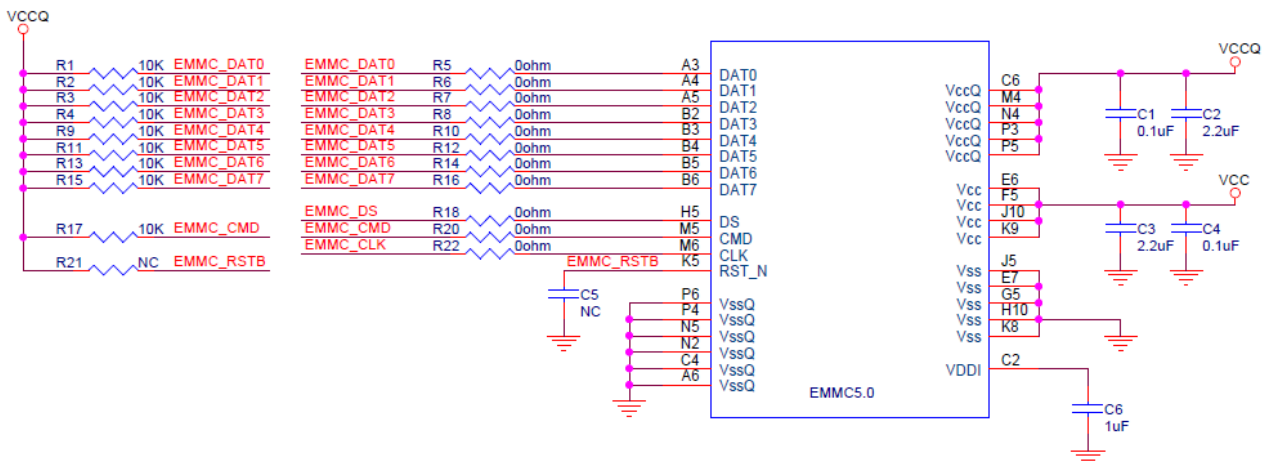 VCCQ
R1 10K EMMC_DAT0
R2 10K EMMC_DAT1
R3 10K EMMC_DAT2
R4 10K EMMC_DAT3
R9 10K EMMC_DAT4
R11 10K EMMC_DAT5
R13 10K EMMC_DAT6
R15 10K EMMC_DAT7
R17 10K EMMC_CMD
R21 NC EMMC_RSTB
EMMC_DAT0 R5 0ohm A3 DAT0
EMMC_DAT1 R6 0ohm A4 DAT1
EMMC_DAT2 R7 0ohm A5 DAT2
EMMC_DAT3 R8 0ohm B2 DAT3
EMMC_DAT4 R10 0ohm B3 DAT4
EMMC_DAT5 R12 0ohm B4 DAT5
EMMC_DAT6 R14 0ohm B5 DAT6
EMMC_DAT7 R16 0ohm B6 DAT7
EMMC_DS R18 0ohm H5 DS
EMMC_CMD R20 0ohm M5 CMD
EMMC_CLK R22 0ohm M6 CLK
EMMC_RSTB K5 RST_N
C5
NC
P6 VssQ
P4 VssQ
N5 VssQ
N2 VssQ
C4 VssQ
A6 VssQ
EMMC5.0
VccQ C6
VccQ M4
VccQ N4
VccQ P3
VccQ P5
VCCQ
C1
0.1uF
C2
2.2uF
Vcc E6
Vcc F5
Vcc J10
Vcc K9
VCC
C3
2.2uF
C4
0.1uF
Vss J5
Vss E7
Vss G5
Vss H10
Vss K8
VDDI C2
C6
1uF